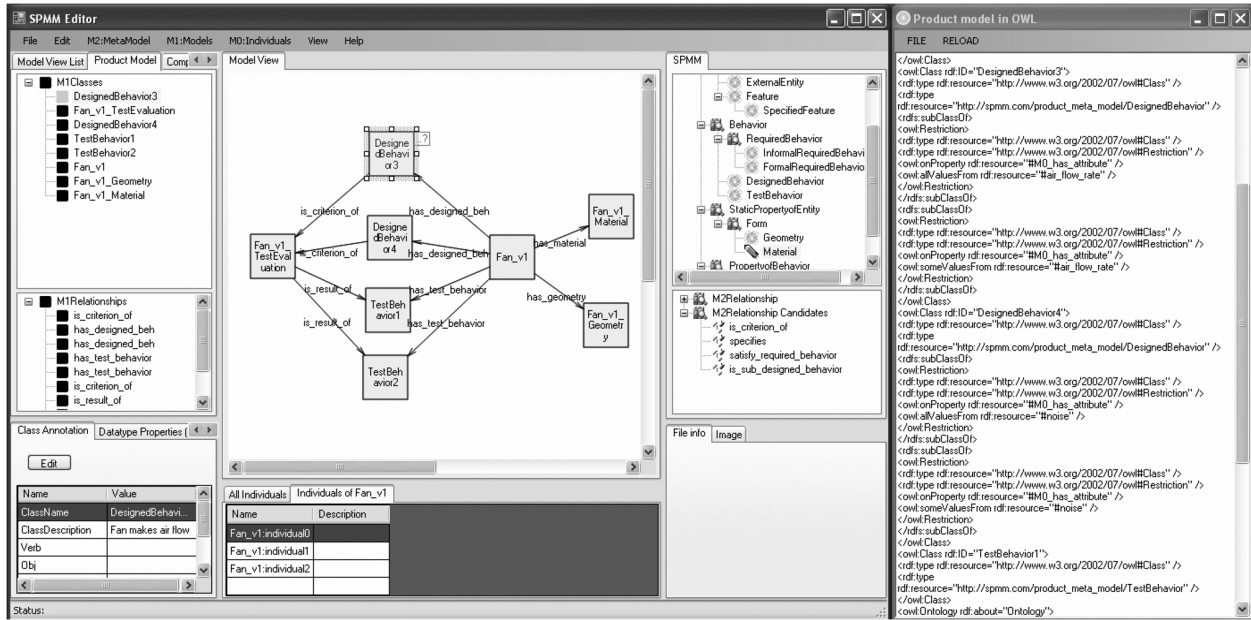 SPMM Editor
File Edit M2:MetaModel M1:Models M0:Individuals View Help
Model View List Product Model Comp
M1Classes
DesignedBehavior3
Fan_v1_TestEvaluation
DesignedBehavior4
TestBehavior1
TestBehavior2
Fan_v1
Fan_v1_Geometry
Fan_v1_Material
M1Relationships
is_criterion_of
has_designed_beh
has_designed_beh
has_test_behavior
has_test_behavior
is_criterion_of
is_result_of
Class Annotation Datatype Properties (
Edit
Name Value
ClassName DesignedBehavi...
ClassDescription Fan makes air flow
Verb
Obj
Status:
Model View
Designe
dBehavi
or3
..?
is_criterion_of has_designed_beh
Fan_v1_
Material
Designe
dBehavi
or4
Fan_v1_
TestEval
uation
is_criterion_of has_designed_beh
Fan_v1
has_material
is_result_of has_test_behavior
has_geometry
TestBeh
avior1
is_result_of has_test_behavior
Fan_v1_
Geometr
y
TestBeh
avior2
All Individuals Individuals of Fan_v1
Name Description
Fan_v1:individual0
Fan_v1:individual1
Fan_v1:individual2
SPMM
ExternalEntity
Feature
SpecifiedFeature
Behavior
RequiredBehavior
InformalRequiredBehavi
FormalRequiredBehavio
DesignedBehavior
TestBehavior
StaticPropertyofEntity
Form
Geometry
Material
PropertyofBehavior
M2Relationship
M2Relationship Candidates
is_criterion_of
specifies
satisfy_required_behavior
is_sub_designed_behavior
File info Image
Product model in OWL
FILE RELOAD
</owl:Class>
<owl:Class rdf:ID="DesignedBehavior3">
<rdf:type rdf:resource="http://www.w3.org/2002/07/owl#Class" />
<rdf:type
rdf:resource="http://spmm.com/product_meta_model/DesignedBehavior" />
<rdfs:subClassOf>
<owl:Restriction>
<rdf:type rdf:resource="http://www.w3.org/2002/07/owl#Class" />
<rdf:type rdf:resource="http://www.w3.org/2002/07/owl#Restriction" />
<owl:onProperty rdf:resource="#M0_has_attribute" />
<owl:allValuesFrom rdf:resource="#air_flow_rate" />
</owl:Restriction>
</rdfs:subClassOf>
<rdfs:subClassOf>
<owl:Restriction>
<rdf:type rdf:resource="http://www.w3.org/2002/07/owl#Class" />
<rdf:type rdf:resource="http://www.w3.org/2002/07/owl#Restriction" />
<owl:onProperty rdf:resource="#M0_has_attribute" />
<owl:someValuesFrom rdf:resource="#air_flow_rate" />
</owl:Restriction>
</rdfs:subClassOf>
</owl:Class>
<owl:Class rdf:ID="DesignedBehavior4">
<rdf:type rdf:resource="http://www.w3.org/2002/07/owl#Class" />
<rdf:type
rdf:resource="http://spmm.com/product_meta_model/DesignedBehavior" />
<rdfs:subClassOf>
<owl:Restriction>
<rdf:type rdf:resource="http://www.w3.org/2002/07/owl#Class" />
<rdf:type rdf:resource="http://www.w3.org/2002/07/owl#Restriction" />
<owl:onProperty rdf:resource="#M0_has_attribute" />
<owl:allValuesFrom rdf:resource="#noise" />
</owl:Restriction>
</rdfs:subClassOf>
<rdfs:subClassOf>
<owl:Restriction>
<rdf:type rdf:resource="http://www.w3.org/2002/07/owl#Class" />
<rdf:type rdf:resource="http://www.w3.org/2002/07/owl#Restriction" />
<owl:onProperty rdf:resource="#M0_has_attribute" />
<owl:someValuesFrom rdf:resource="#noise" />
</owl:Restriction>
</rdfs:subClassOf>
</owl:Class>
<owl:Class rdf:ID="TestBehavior1">
<rdf:type rdf:resource="http://www.w3.org/2002/07/owl#Class" />
<rdf:type
rdf:resource="http://spmm.com/product_meta_model/TestBehavior" />
</owl:Class>
<owl:Ontology rdf:about="Ontology">